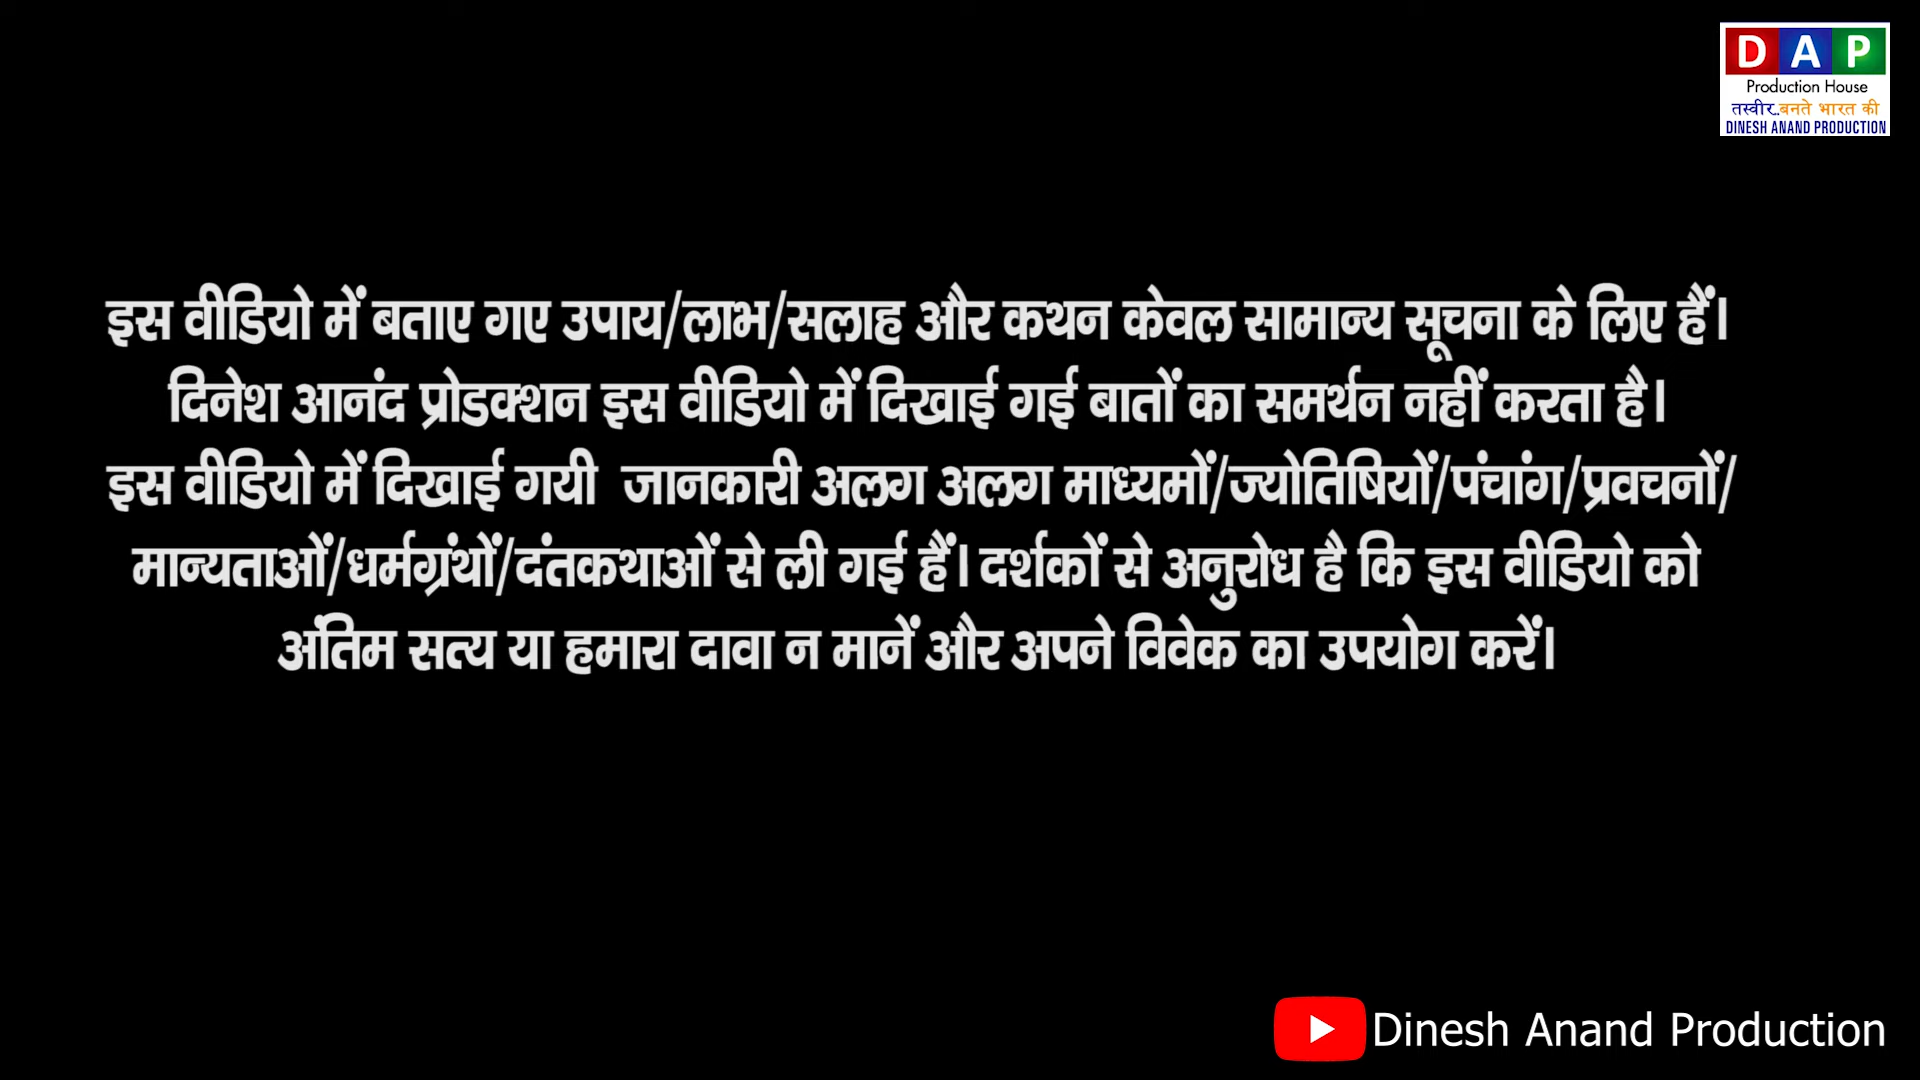 D A P
Production House
तस्वीर..बनते भारत की
DINESH ANAND PRODUCTION
इस वीडियो में बताए गए उपाय/लाभ/सलाह और कथन केवल सामान्य सूचना के लिए हैं।
दिनेश आनंद प्रोडक्शन इस वीडियो में दिखाई गई बातों का समर्थन नहीं करता है।
इस वीडियो में दिखाई गयी जानकारी अलग अलग माध्यमों/ज्योतिषियों/पंचांग/प्रवचनों/
मान्यताओं/धर्मग्रंथों/दंतकथाओं से ली गई हैं। दर्शकों से अनुरोध है कि इस वीडियो को
अंतिम सत्य या हमारा दावा न मानें और अपने विवेक का उपयोग करें।
Dinesh Anand Production